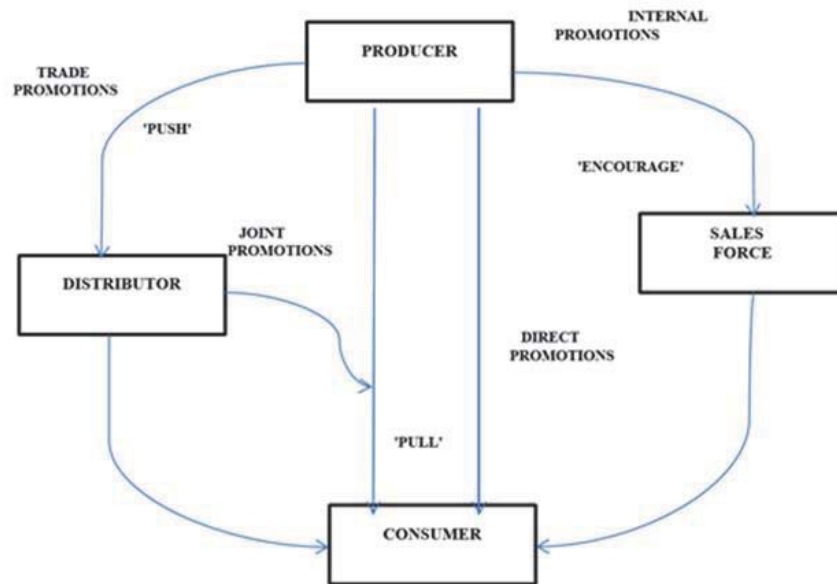 INTERNAL
PROMOTIONS
PRODUCER
TRADE
PROMOTIONS
'PUSH'
'ENCOURAGE'
JOINT
PROMOTIONS
SALES
FORCE
DISTRIBUTOR
DIRECT
PROMOTIONS
'PULL'
CONSUMER